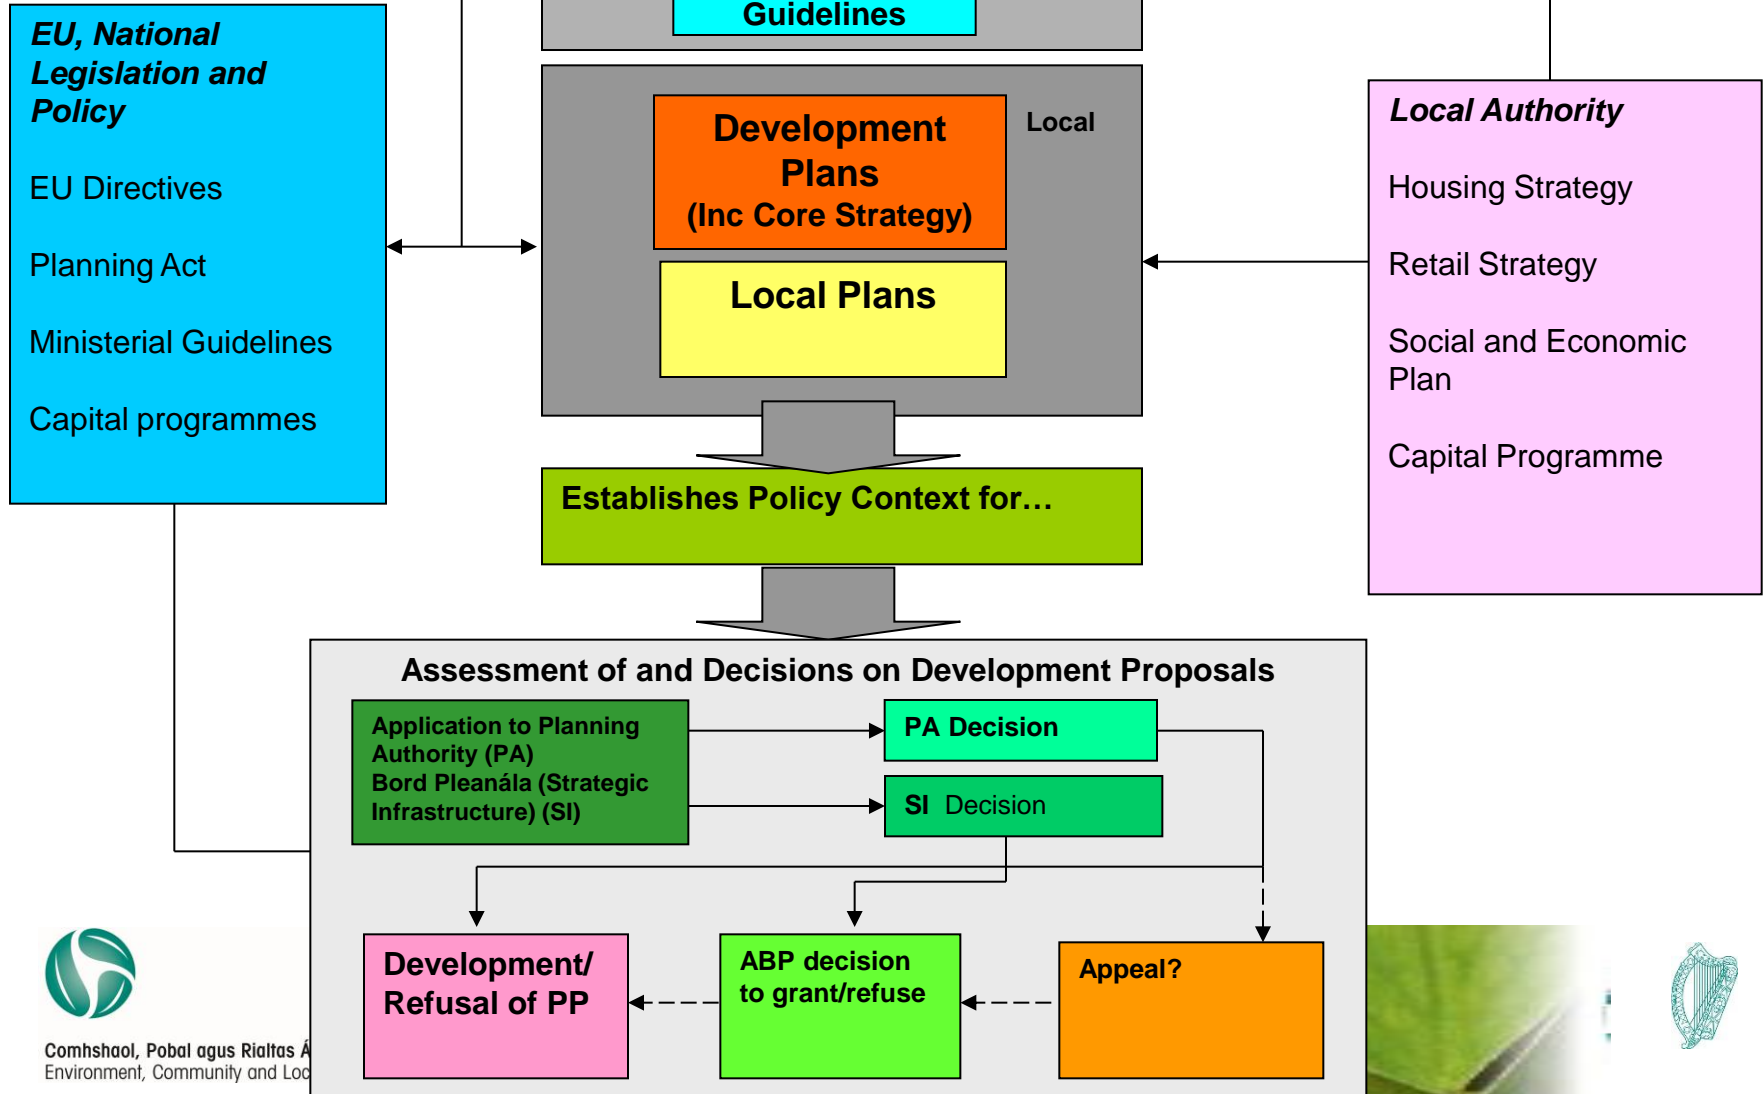 Guidelines
EU, National
Legislation and
Policy
EU Directives
Planning Act
Ministerial Guidelines
Capital programmes
Development
Plans
(Inc Core Strategy)
Local
Local Plans
Local Authority
Housing Strategy
Retail Strategy
Social and Economic
Plan
Capital Programme
Establishes Policy Context for…
Assessment of and Decisions on Development Proposals
Application to Planning
Authority (PA)
Bord Pleanála (Strategic
Infrastructure) (SI)
PA Decision
SI Decision
Development/
Refusal of PP
ABP decision
to grant/refuse
Appeal?
Comhshaol, Pobal agus Rialtas
Environment, Community and